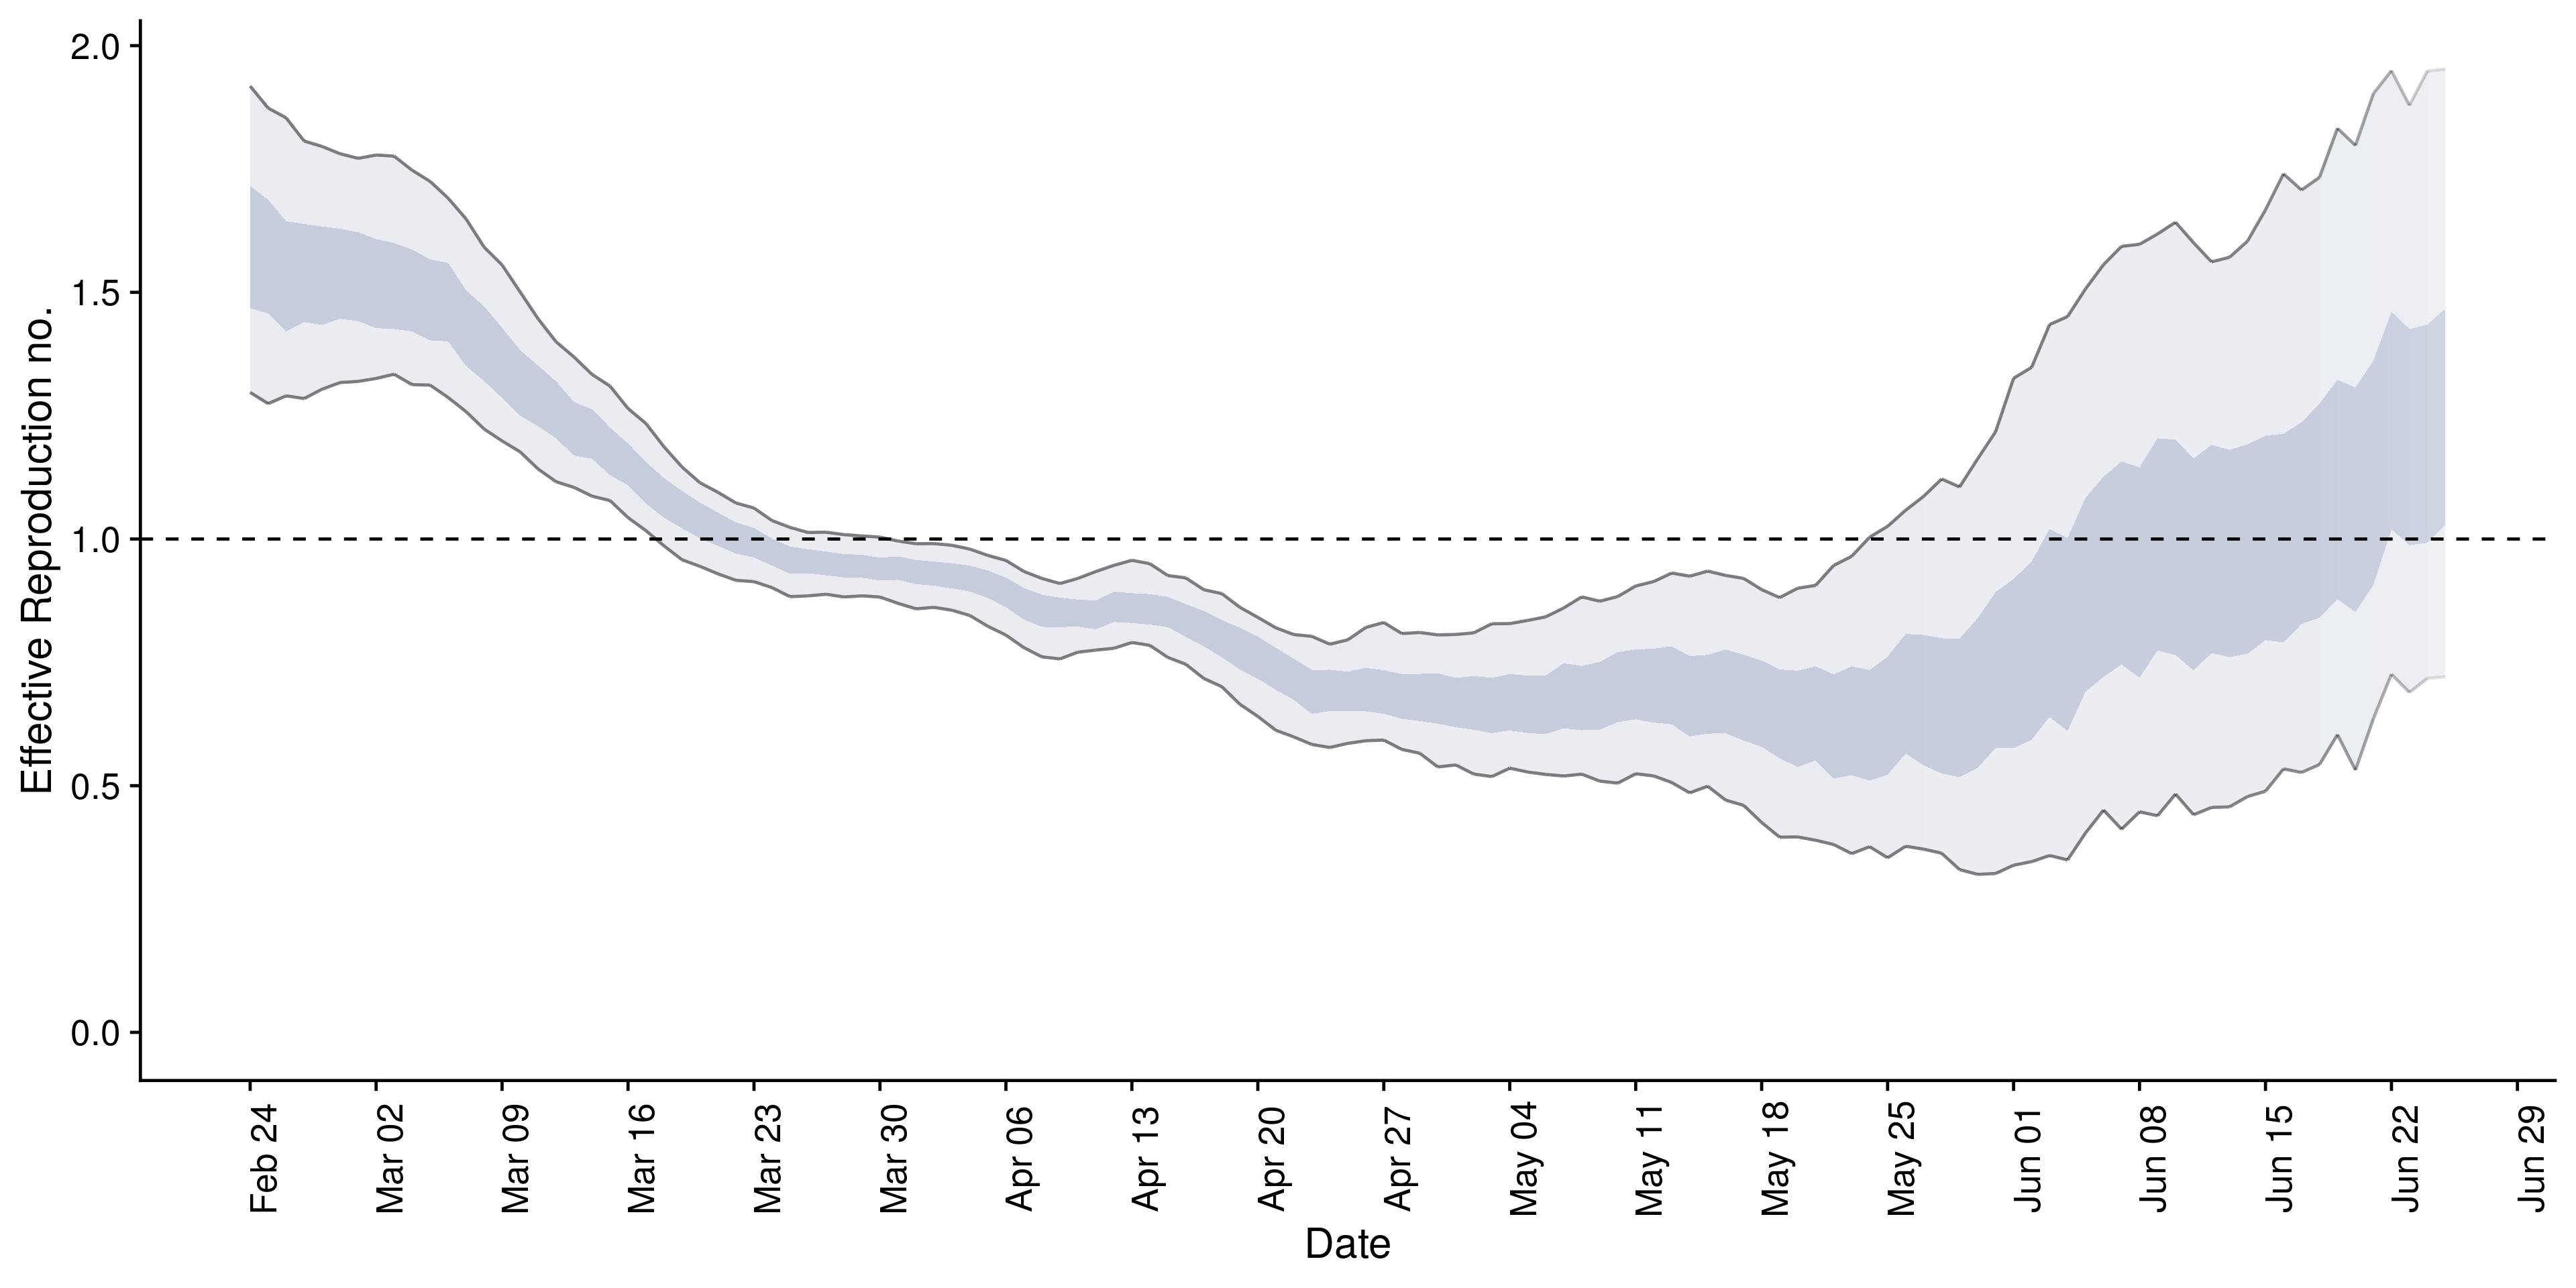 Effective Reproduction no.
2.0
1.5
1.0
0.5
0.0
Feb 24
Mar 02
Mar 09
Mar 16
Mar 23
Mar 30
Apr 06
Apr 13
Apr 20
Apr 27
May 04
May 11
May 18
May 25
Jun 01
Jun 08
Jun 15
Jun 22
Jun 29
Date